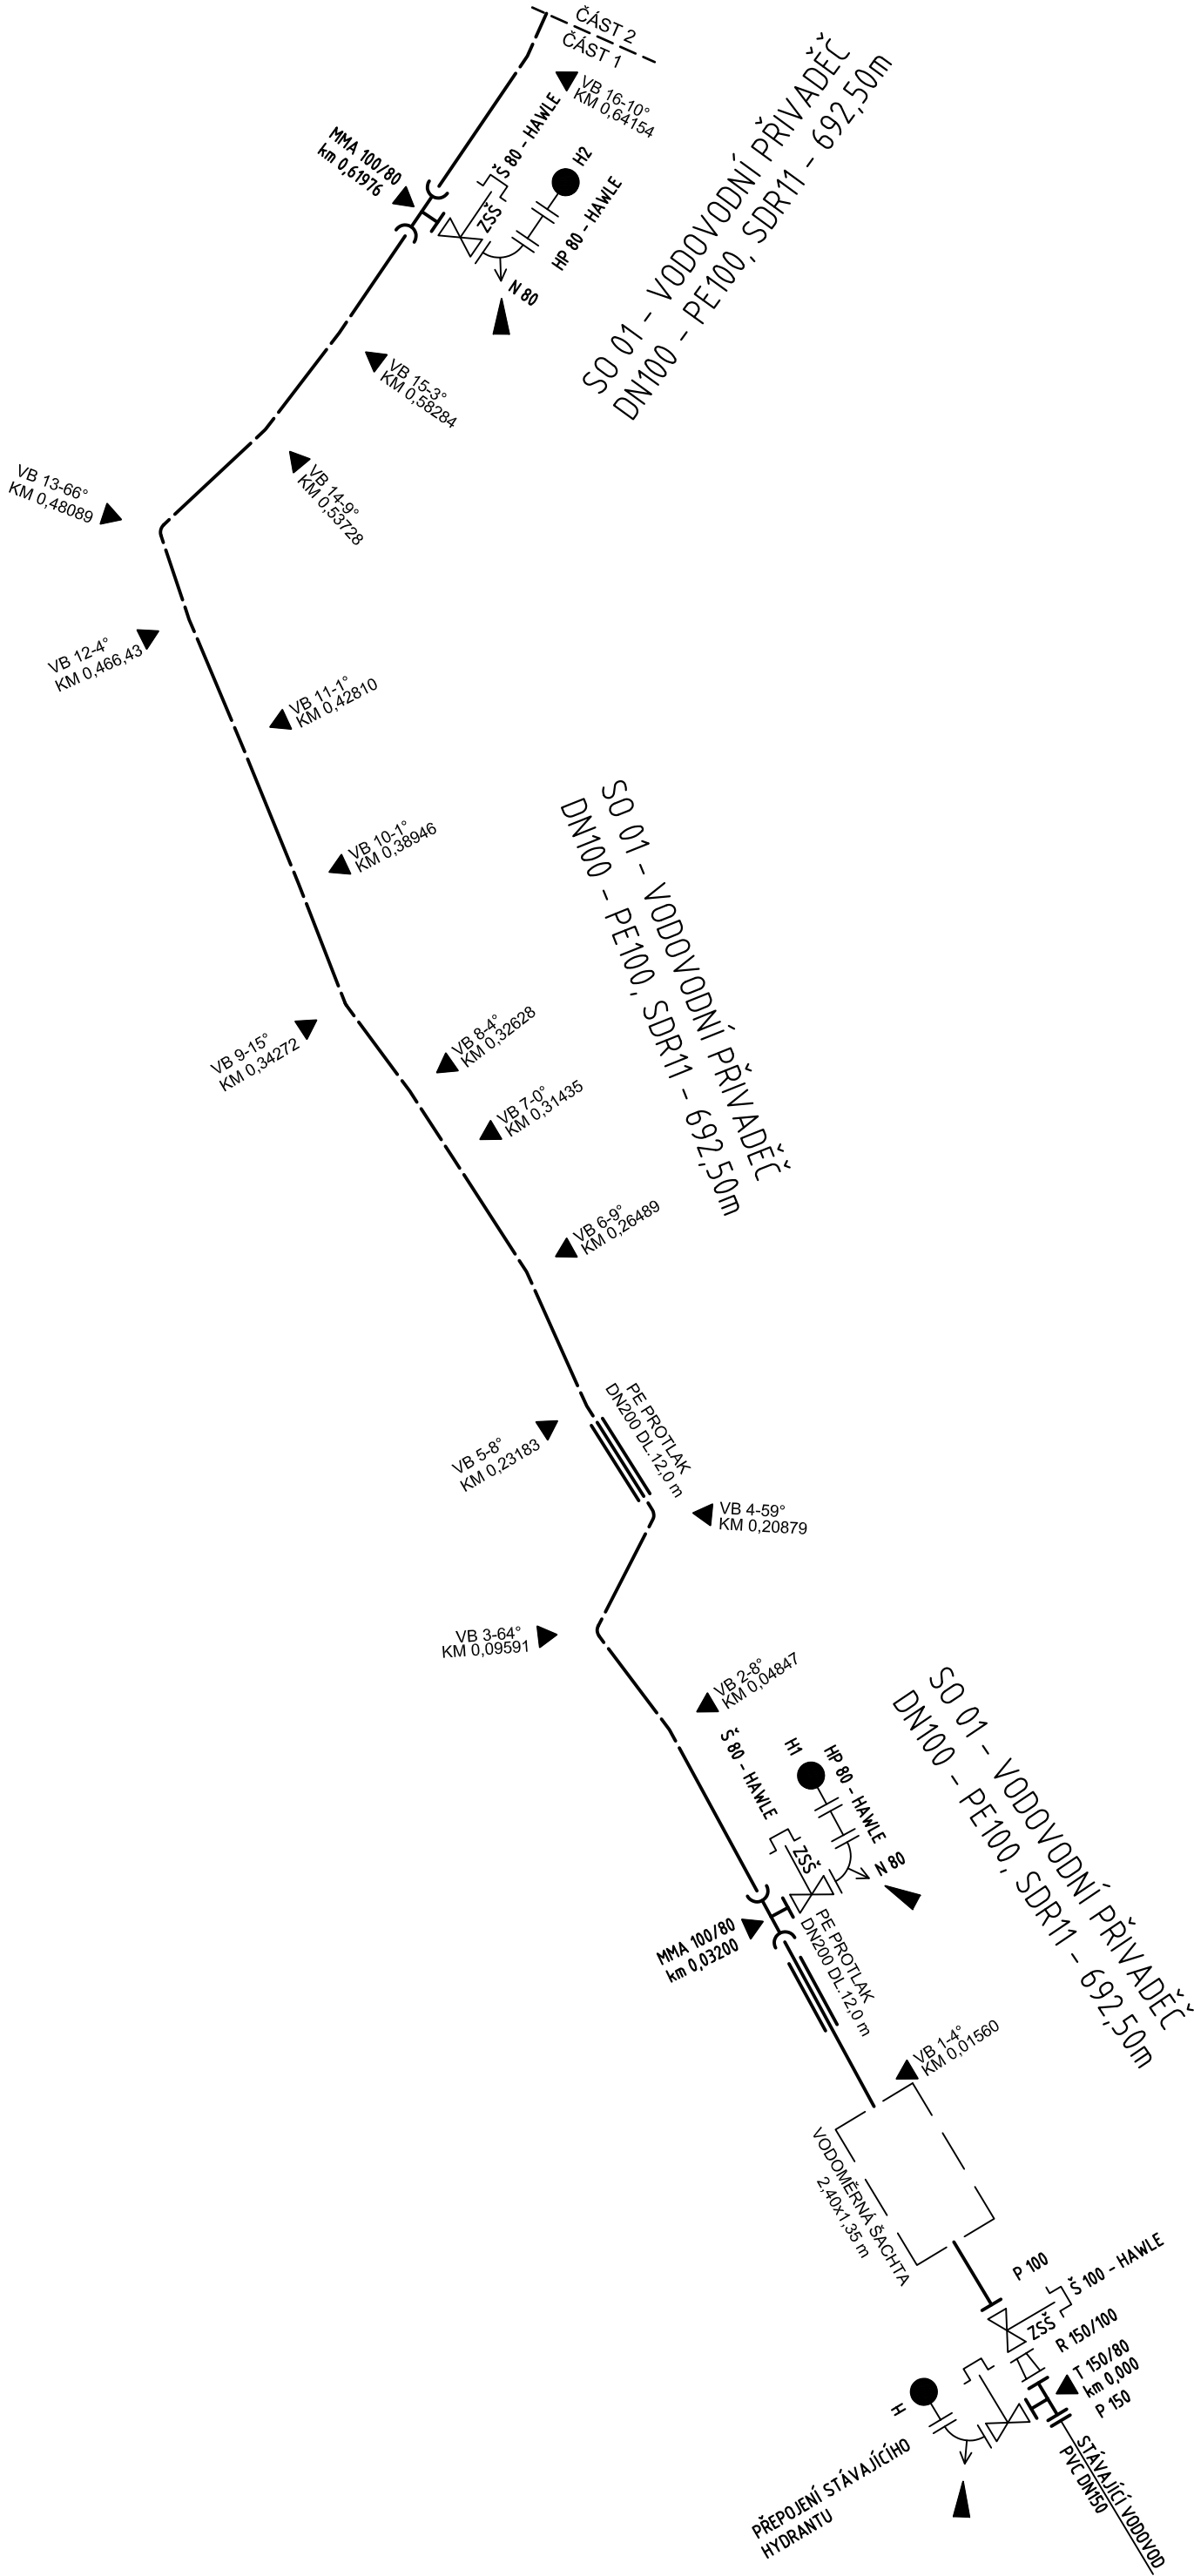 ČÁST 2
ČÁST 1
VB 16-10°
KM 0,64154
SO 01 - VODOVODNÍ PŘIVADĚČ
DN100 - PE100, SDR11 - 692,50m
MMA 100/80
km 0,61976
Š 80 - HAWLE
ZSŠ
H2
HP 80 - HAWLE
N 80
VB 15-3°
KM 0,58284
VB 14-9°
KM 0,53728
VB 13-66°
KM 0,48089
VB 12-4°
KM 0,466,43
VB 11-1°
KM 0,42810
VB 10-1°
KM 0,38946
SO 01 - VODOVODNÍ PŘIVADĚČ
DN100 - PE100, SDR11 - 692,50m
VB 9-15°
KM 0,34272
VB 8-4°
KM 0,32628
VB 7-0°
KM 0,31435
VB 6-9°
KM 0,26489
PE PROTLAK
DN200 DL.12,0 m
VB 5-8°
KM 0,23183
VB 4-59°
KM 0,20879
VB 3-64°
KM 0,09591
VB 2-8°
KM 0,04847
SO 01 - VODOVODNÍ PŘIVADĚČ
DN100 - PE100, SDR11 - 692,50m
Š 80 - HAWLE
H1
HP 80 - HAWLE
ZSŠ
N 80
MMA 100/80
km 0,03200
PE PROTLAK
DN200 DL.12,0 m
VB 1-4°
KM 0,01560
VODOMĚRNÁ ŠACHTA
2,40x1,35 m
P 100
Š 100 - HAWLE
ZSŠ
R 150/100
T 150/80
km 0,000
P 150
H
PŘEPOJENÍ STÁVAJÍCÍHO
HYDRANTU
STÁVAJÍCÍ VODOVOD
PVC DN150